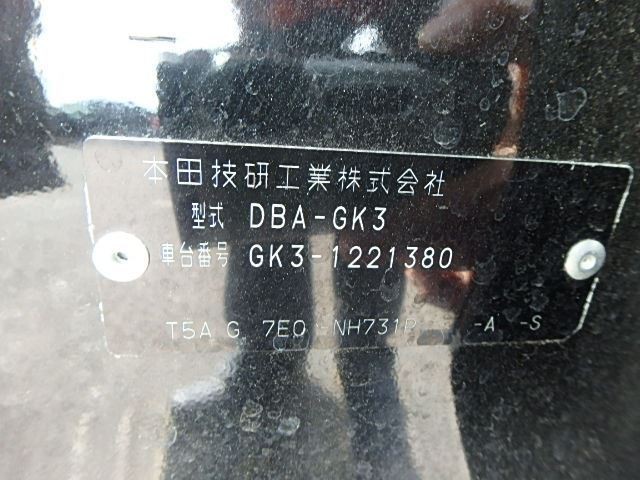 本田技研工業株式会社
型式 DBA-GK3
車台番号 GK3-1221380
T5A G 7E0 -NH731P -A -S